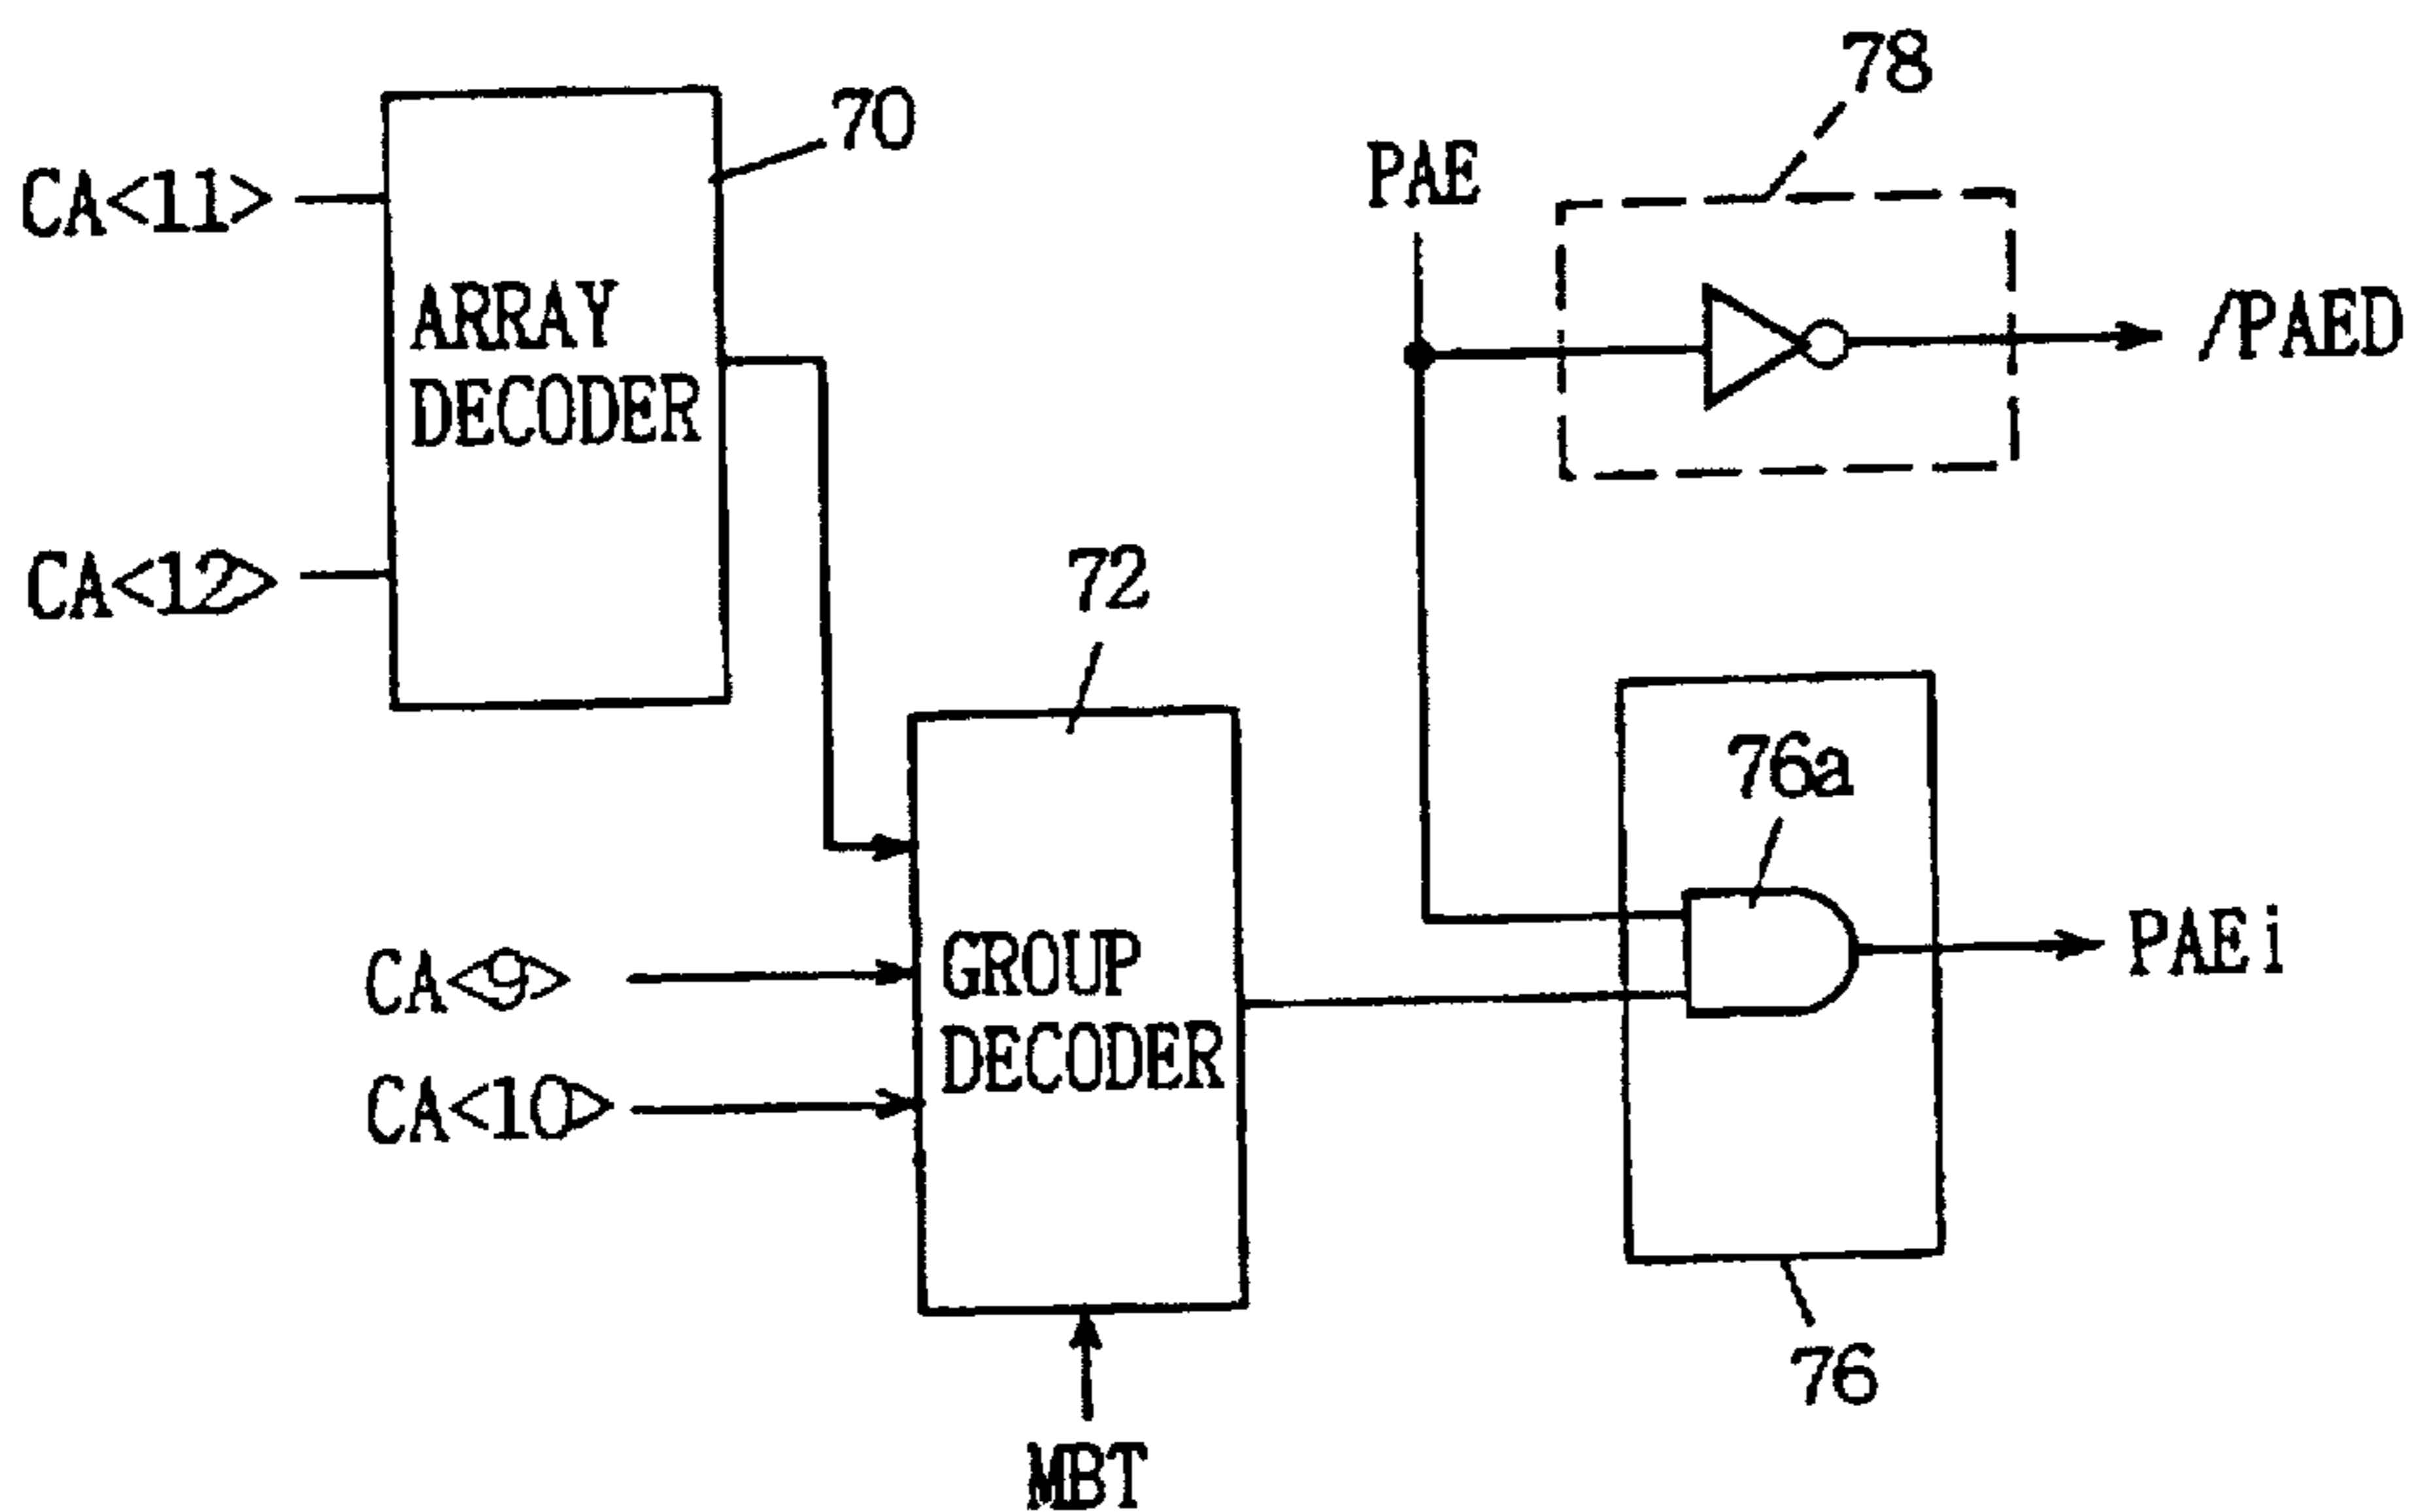 78
70
PAE
CA<11>
ARRAY
DECODER
/PAED
CA<12>
72
76a
GROUP
DECODER
PAEi
CA<9>
CA<10>
76
MBT